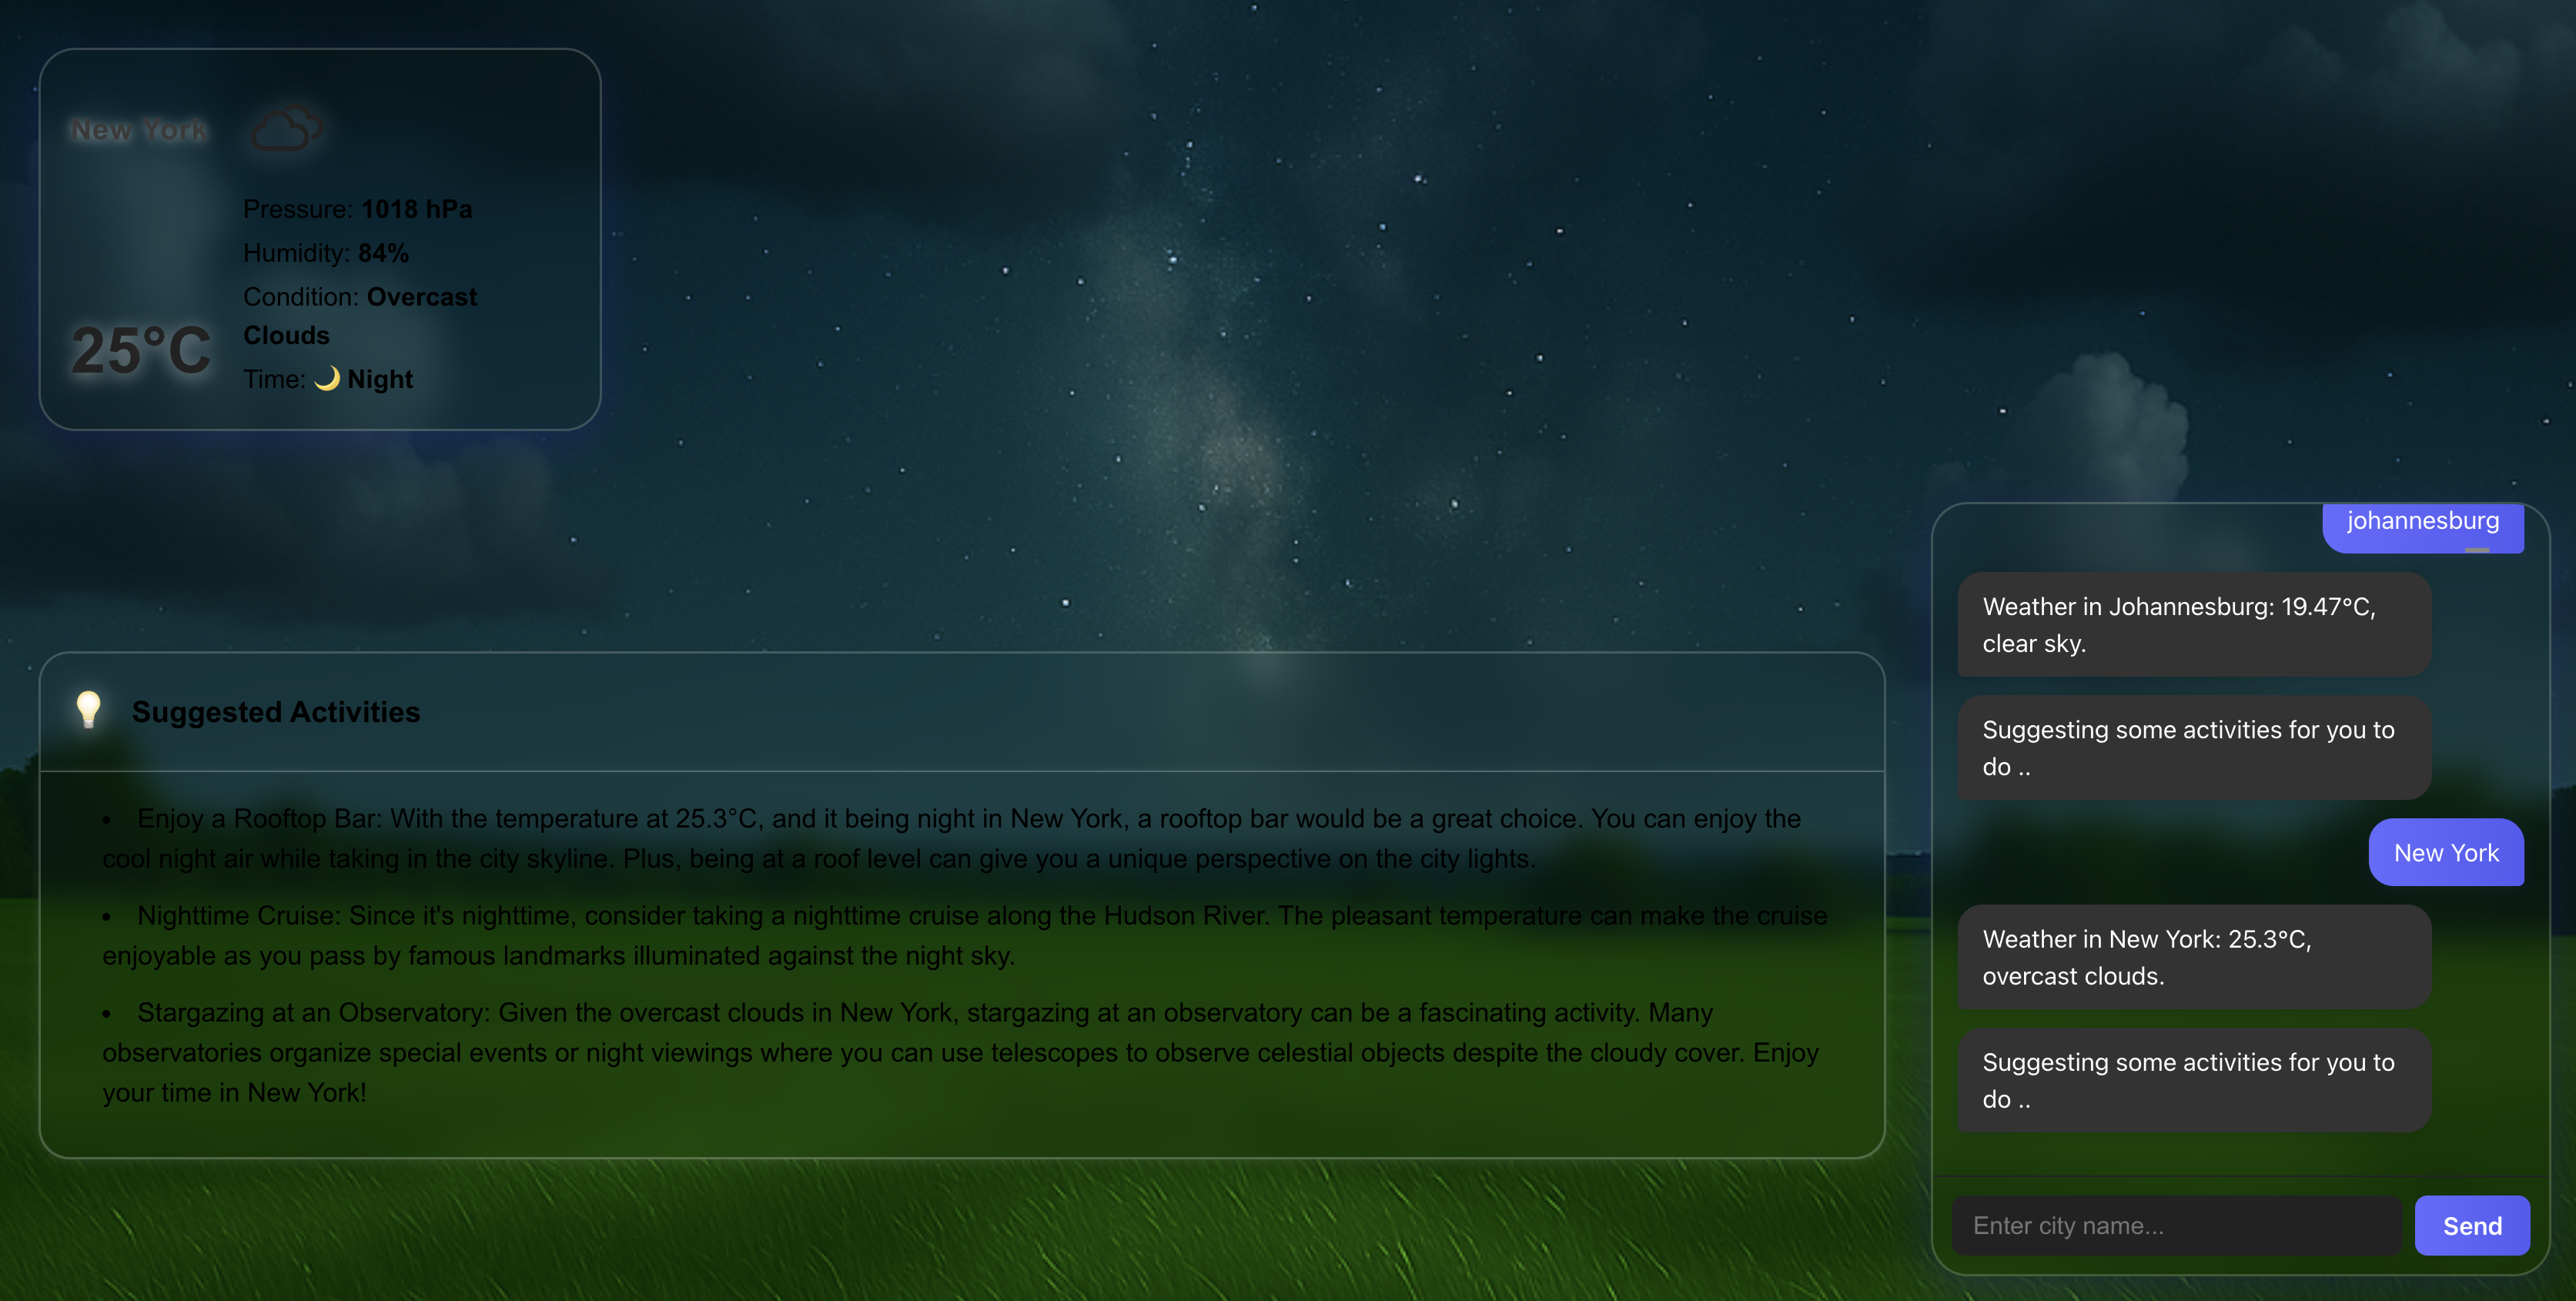 New York
Pressure: 1018 hPa
Humidity: 84%
Condition: Overcast
Clouds
25°C
Time: 🌙 Night
💡 Suggested Activities
• Enjoy a Rooftop Bar: With the temperature at 25.3°C, and it being night in New York, a rooftop bar would be a great choice. You can enjoy the
cool night air while taking in the city skyline. Plus, being at a roof level can give you a unique perspective on the city lights.
• Nighttime Cruise: Since it's nighttime, consider taking a nighttime cruise along the Hudson River. The pleasant temperature can make the cruise
enjoyable as you pass by famous landmarks illuminated against the night sky.
• Stargazing at an Observatory: Given the overcast clouds in New York, stargazing at an observatory can be a fascinating activity. Many
observatories organize special events or night viewings where you can use telescopes to observe celestial objects despite the cloudy cover. Enjoy
your time in New York!
johannesburg
Weather in Johannesburg: 19.47°C,
clear sky.
Suggesting some activities for you to
do ..
New York
Weather in New York: 25.3°C,
overcast clouds.
Suggesting some activities for you to
do ..
Enter city name...
Send